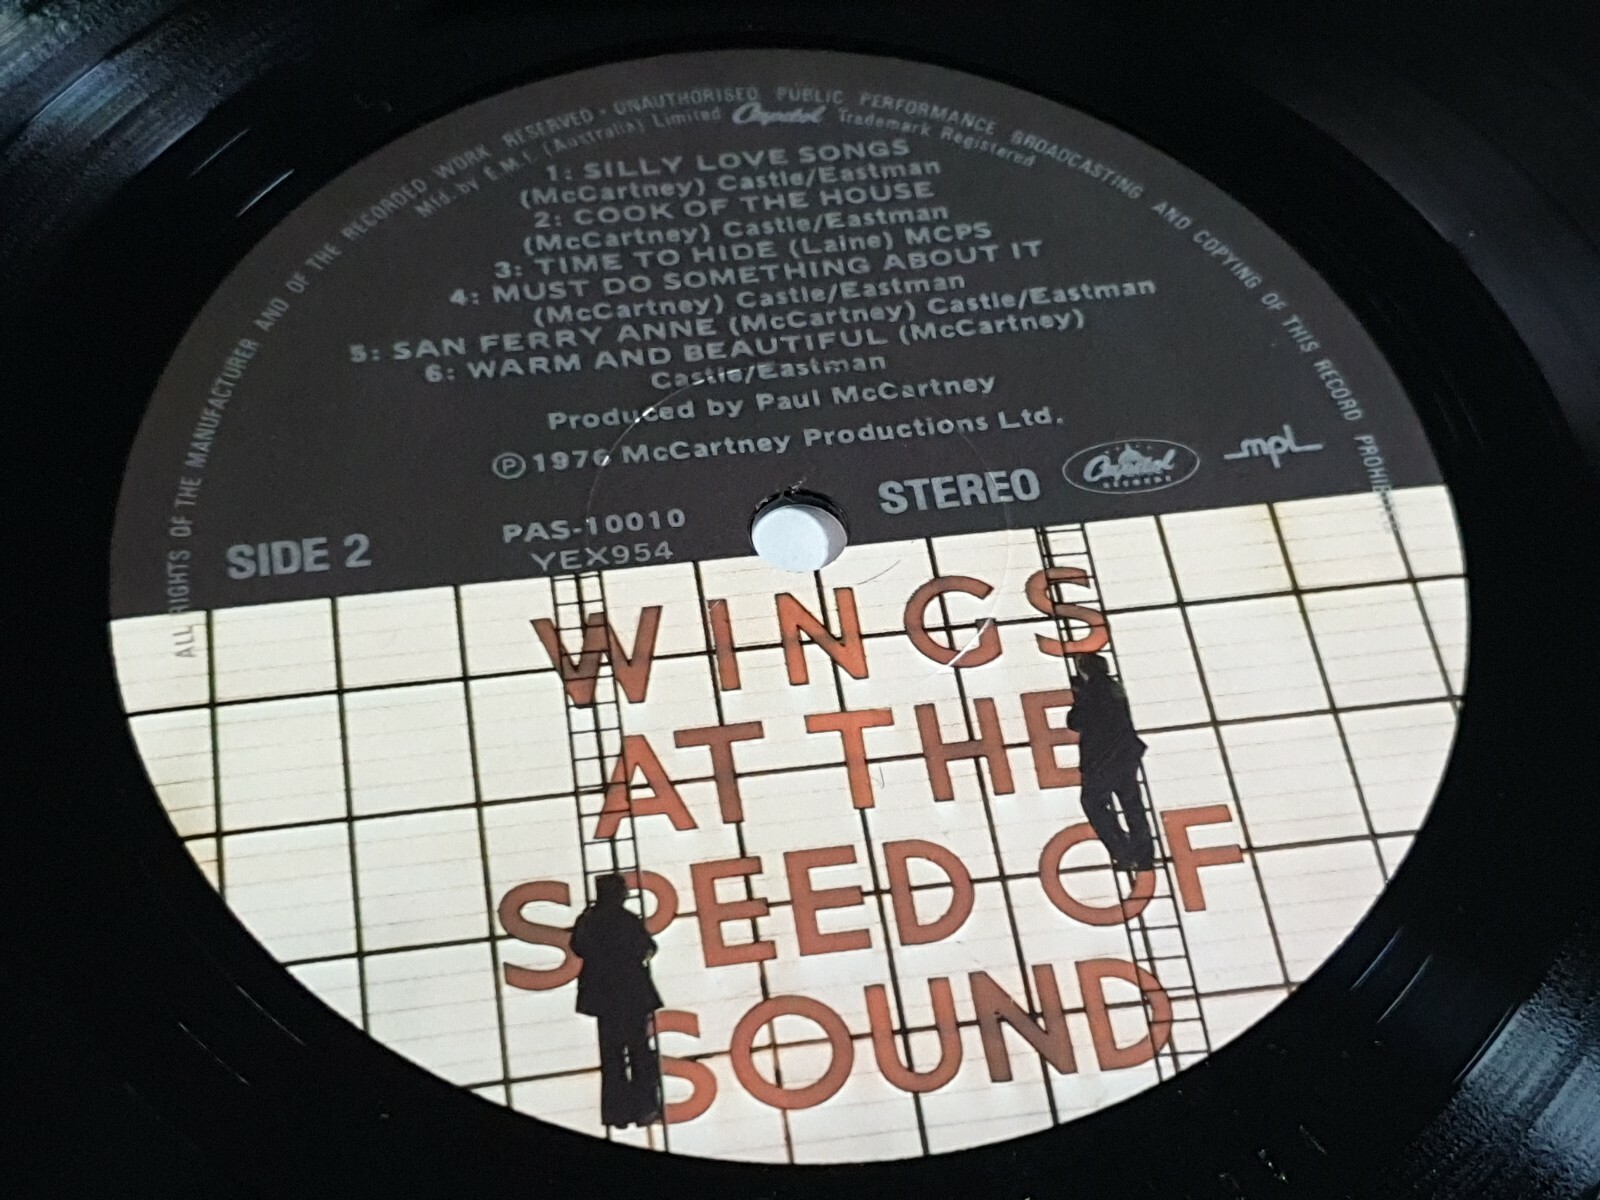 ALL RIGHTS OF THE MANUFACTURER AND OF THE RECORDED WORK RESERVED • UNAUTHORISED PUBLIC PERFORMANCE BROADCASTING AND COPYING OF THIS RECORD PROHIBITED
Mfd. by E.M.I. (Australia) Limited Capitol Trademark Registered
1: SILLY LOVE SONGS
(McCartney) Castle/Eastman
2: COOK OF THE HOUSE
(McCartney) Castle/Eastman
3: TIME TO HIDE (Laine) MCPS
4: MUST DO SOMETHING ABOUT IT
(McCartney) Castle/Eastman
5: SAN FERRY ANNE (McCartney) Castle/Eastman
6: WARM AND BEAUTIFUL (McCartney)
Castle/Eastman
Produced by Paul McCartney
Ⓟ 1976 McCartney Productions Ltd.
SIDE 2
PAS-10010
YEX954
STEREO
Capitol
RECORDS
mpl
WINGS
AT THE
SPEED OF
SOUND